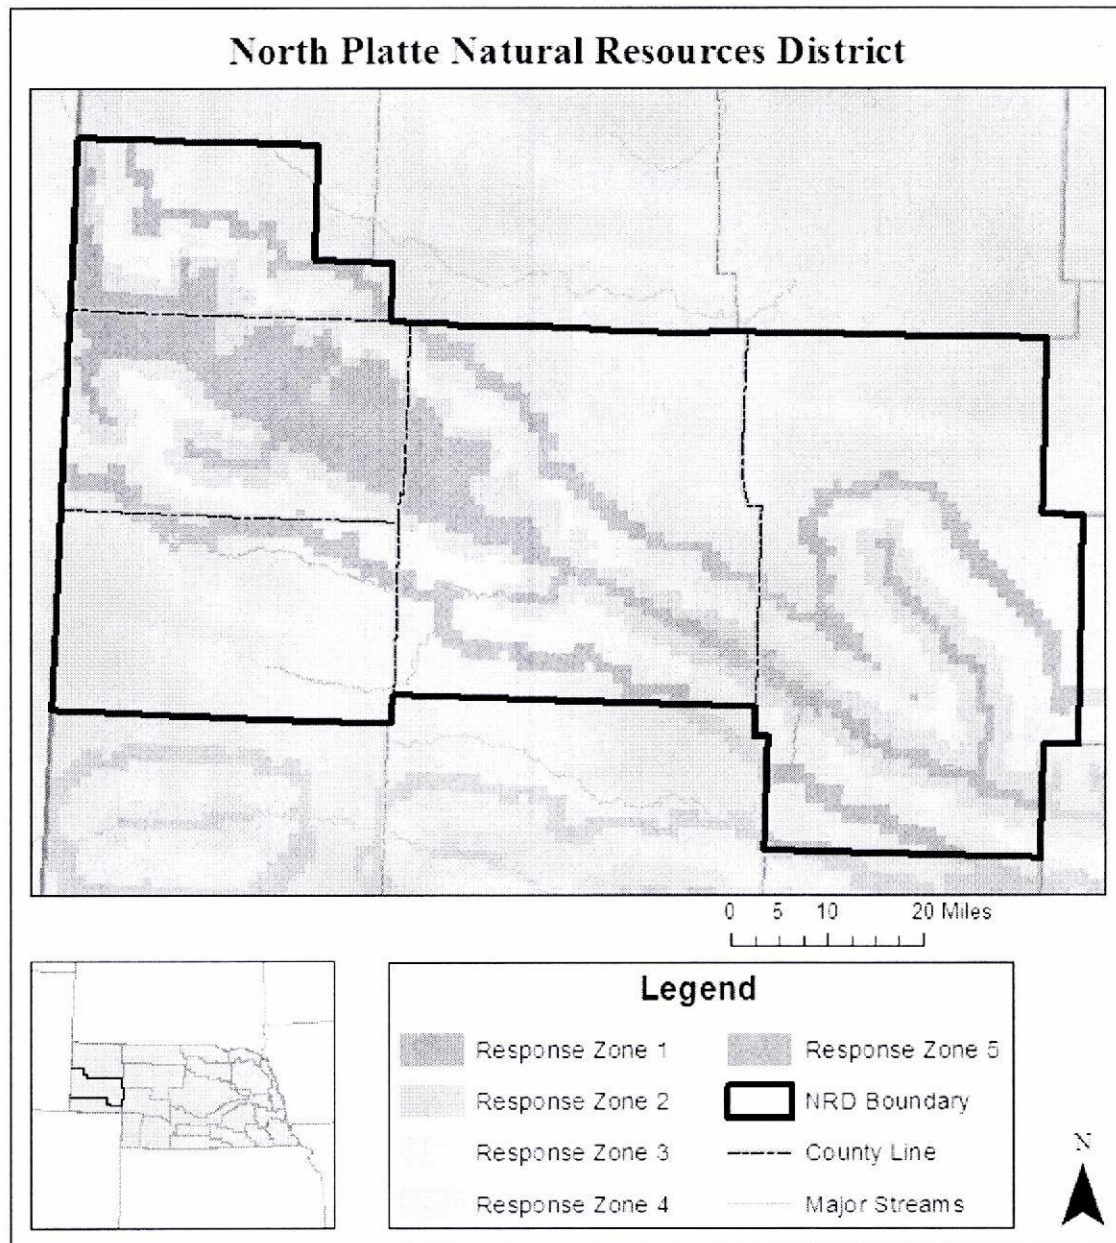 North Platte Natural Resources District
0 5 10 20 Miles
Legend
Response Zone 1
Response Zone 2
Response Zone 3
Response Zone 4
Response Zone 5
NRD Boundary
County Line
Major Streams
N